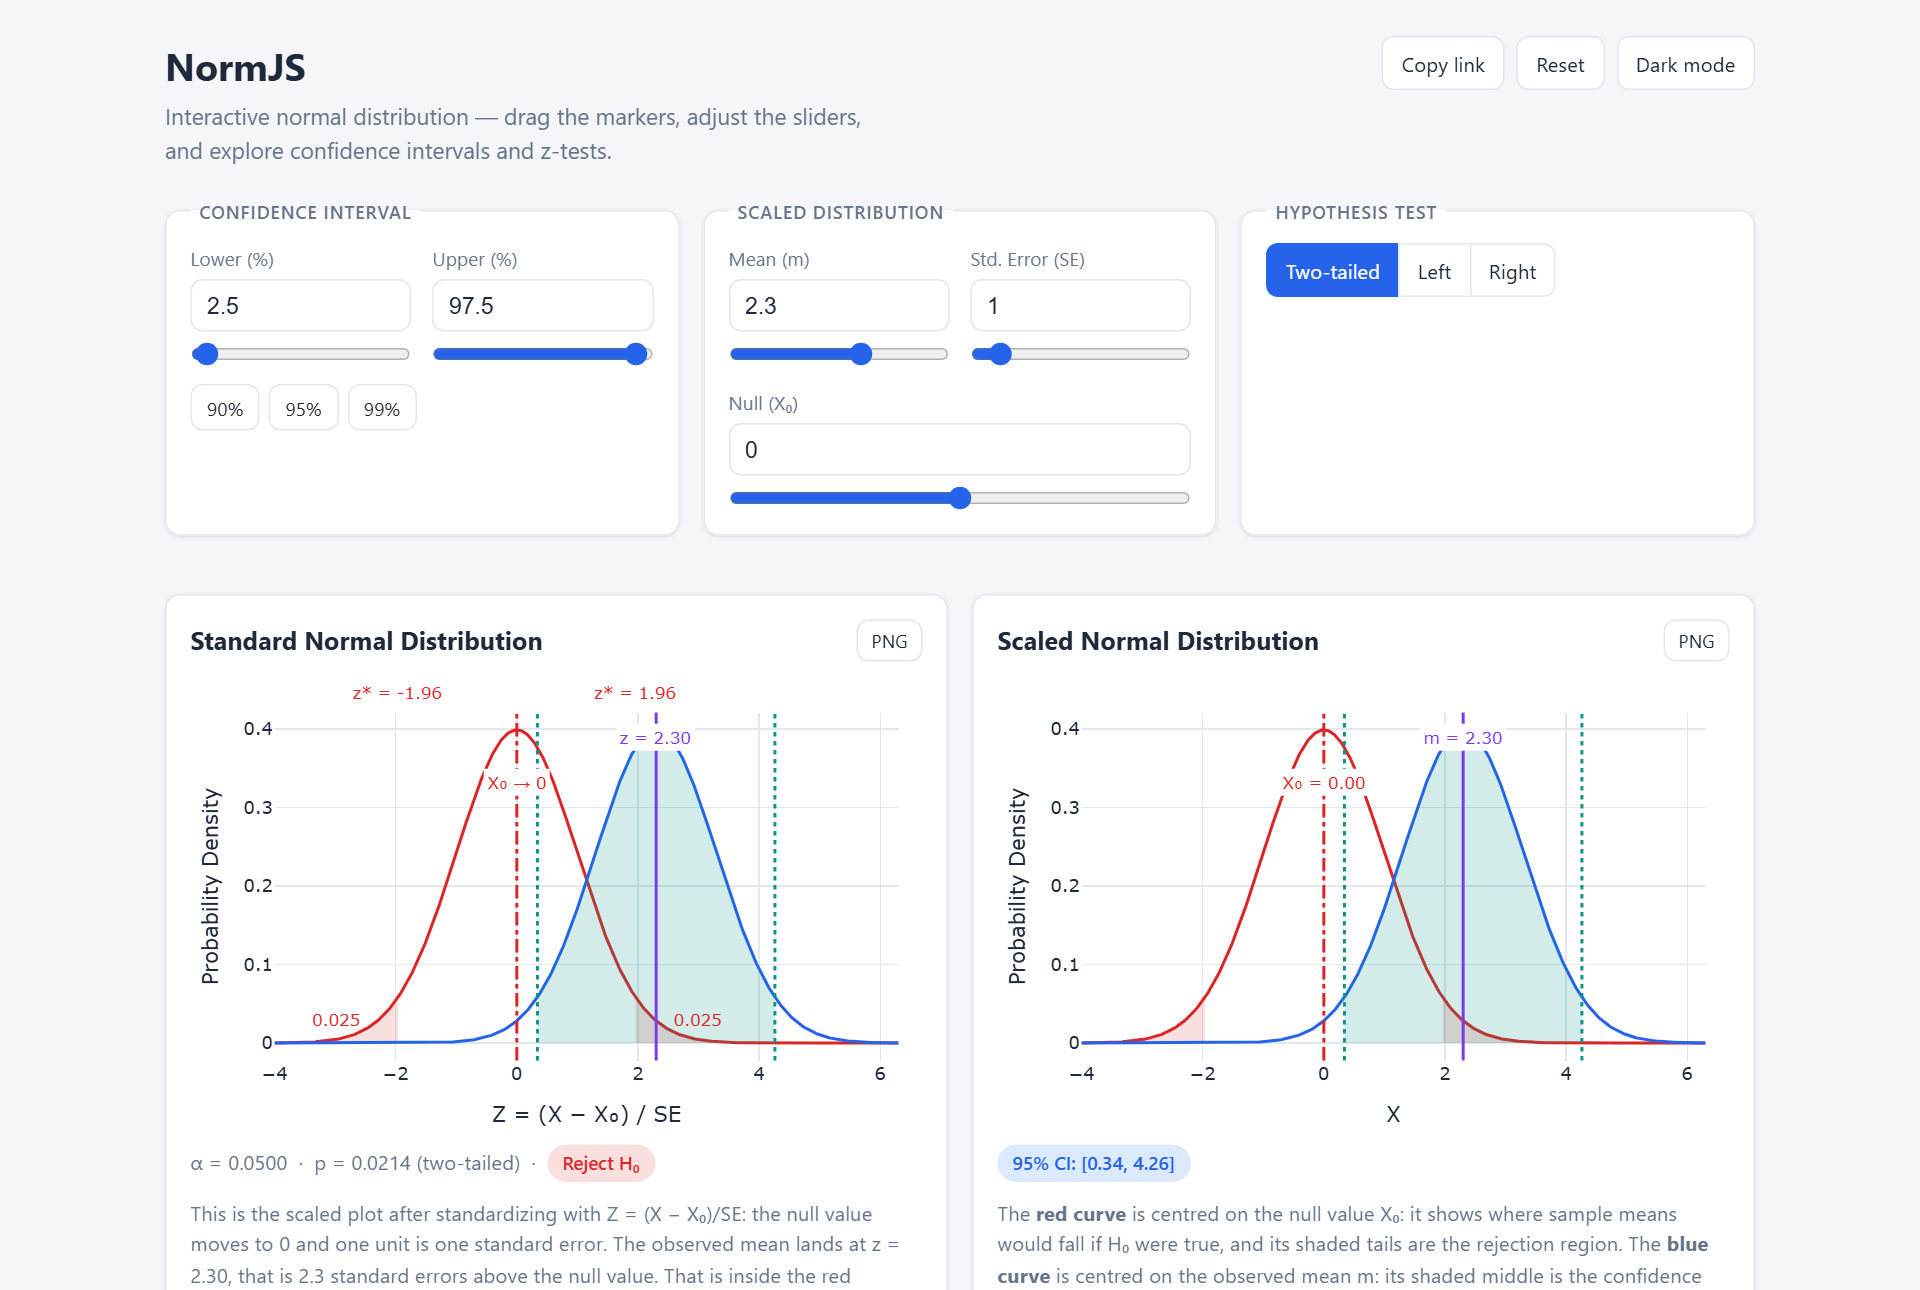 NormJS
Copy link
Reset
Dark mode
Interactive normal distribution — drag the markers, adjust the sliders,
and explore confidence intervals and z-tests.
CONFIDENCE INTERVAL
Lower (%)
Upper (%)
2.5
97.5
90%
95%
99%
SCALED DISTRIBUTION
Mean (m)
Std. Error (SE)
2.3
1
Null (X₀)
0
HYPOTHESIS TEST
Two-tailed
Left
Right
Standard Normal Distribution
PNG
z* = -1.96
z* = 1.96
z = 2.30
X₀ → 0
0.025
0.025
0.4
0.3
0.2
0.1
0
Probability Density
−4
−2
0
2
4
6
Z = (X − X₀) / SE
α = 0.0500 · p = 0.0214 (two-tailed) · Reject H₀
This is the scaled plot after standardizing with Z = (X − X₀)/SE: the null value
moves to 0 and one unit is one standard error. The observed mean lands at z =
2.30, that is 2.3 standard errors above the null value. That is inside the red
Scaled Normal Distribution
PNG
m = 2.30
X₀ = 0.00
0.4
0.3
0.2
0.1
0
Probability Density
−4
−2
0
2
4
6
X
95% CI: [0.34, 4.26]
The red curve is centred on the null value X₀: it shows where sample means
would fall if H₀ were true, and its shaded tails are the rejection region. The blue
curve is centred on the observed mean m: its shaded middle is the confidence